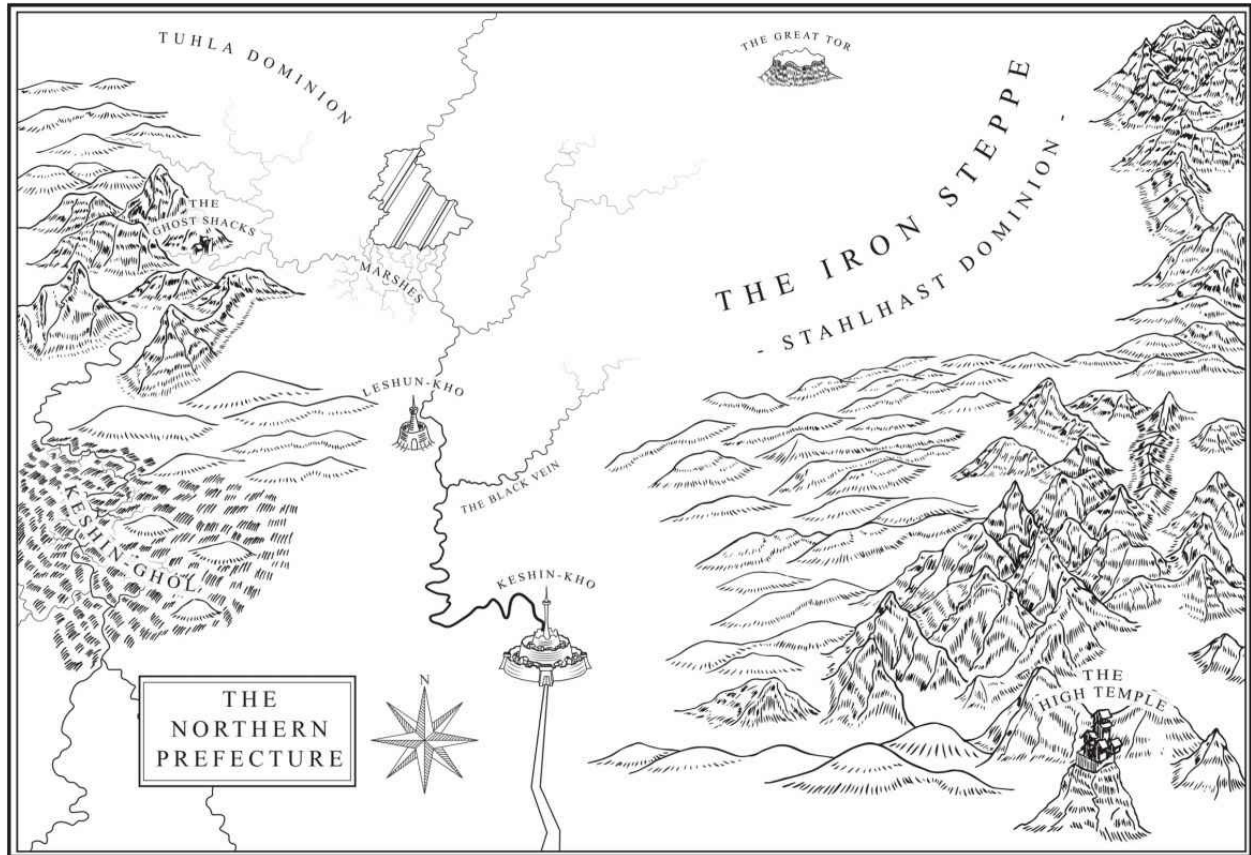 TUHLA DOMINION
THE GREAT TOR
THE IRON STEPPE
- STAHLHAST DOMINION -
THE
GHOST SHACKS
MARSHES
LESHUN-KHO
THE BLACK VEIN
KESHIN-GHOL
KESHIN-KHO
THE
HIGH TEMPLE
THE
NORTHERN
PREFECTURE
N